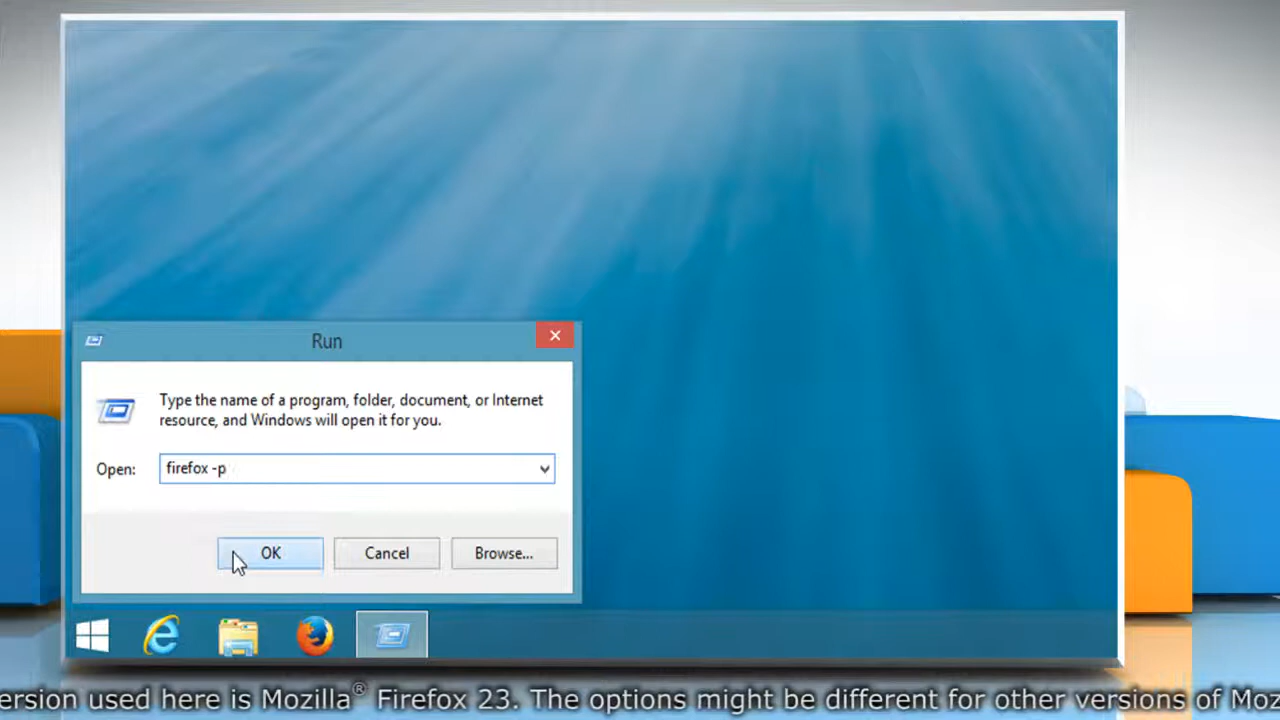 Run
Type the name of a program, folder, document, or Internet
resource, and Windows will open it for you.
Open: firefox -p
OK Cancel Browse...
ersion used here is Mozilla® Firefox 23. The options might be different for other versions of Moz